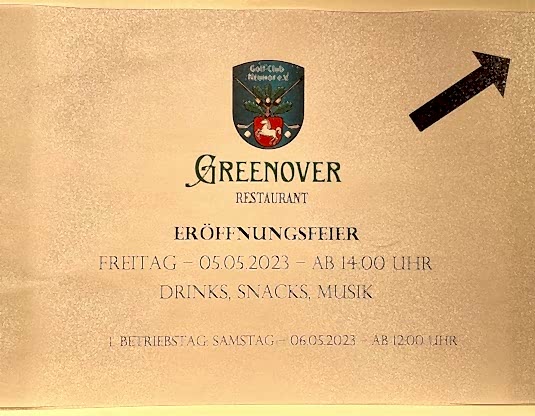 Golf-Club
e.V
GREENOVER
RESTAURANT
ERÖFFNUNGSFEIER
FREITAG – 05.05.2023 – AB 14.00 UHR
DRINKS, SNACKS, MUSIK
1. BETRIEBSTAG: SAMSTAG – 06.05.2023 – AB 12:00 UHR